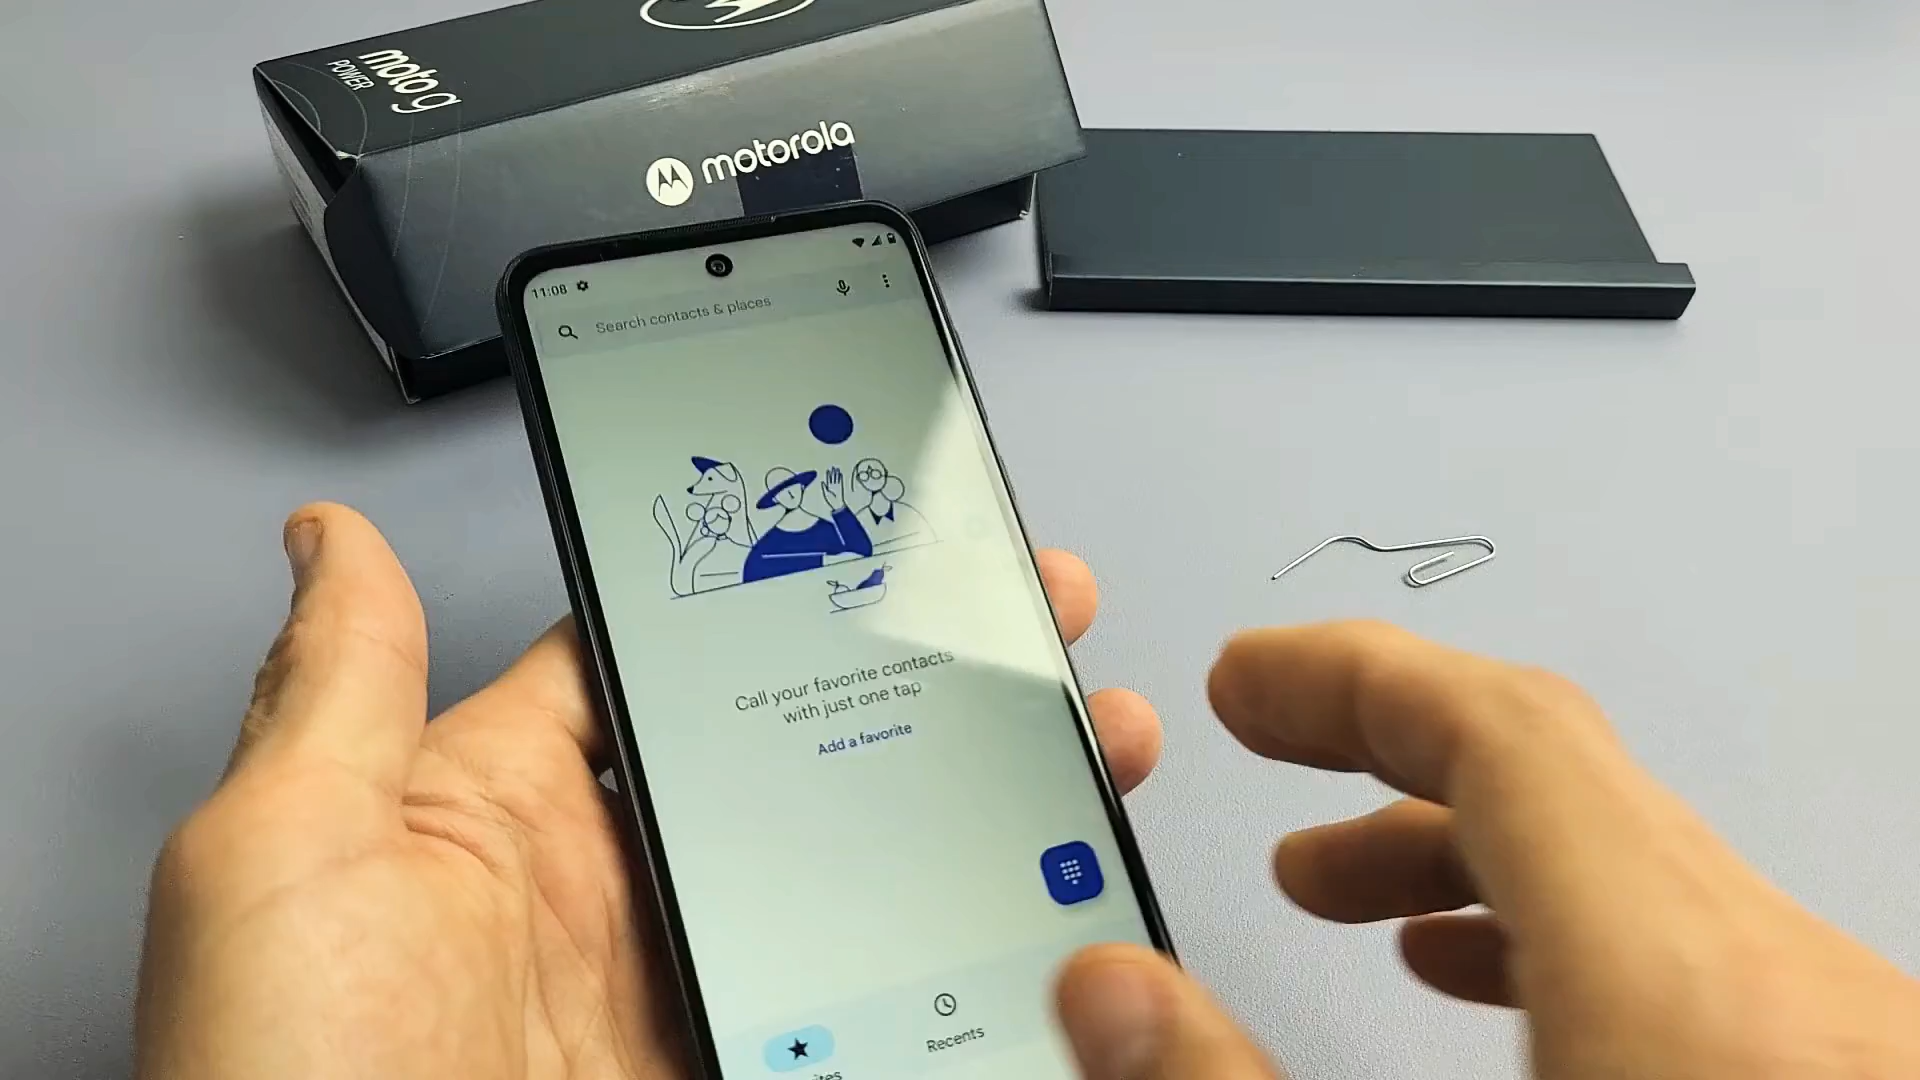 moto g
POWER
motorola
11:08
Search contacts & places
Call your favorite contacts
with just one tap
Add a favorite
Recents